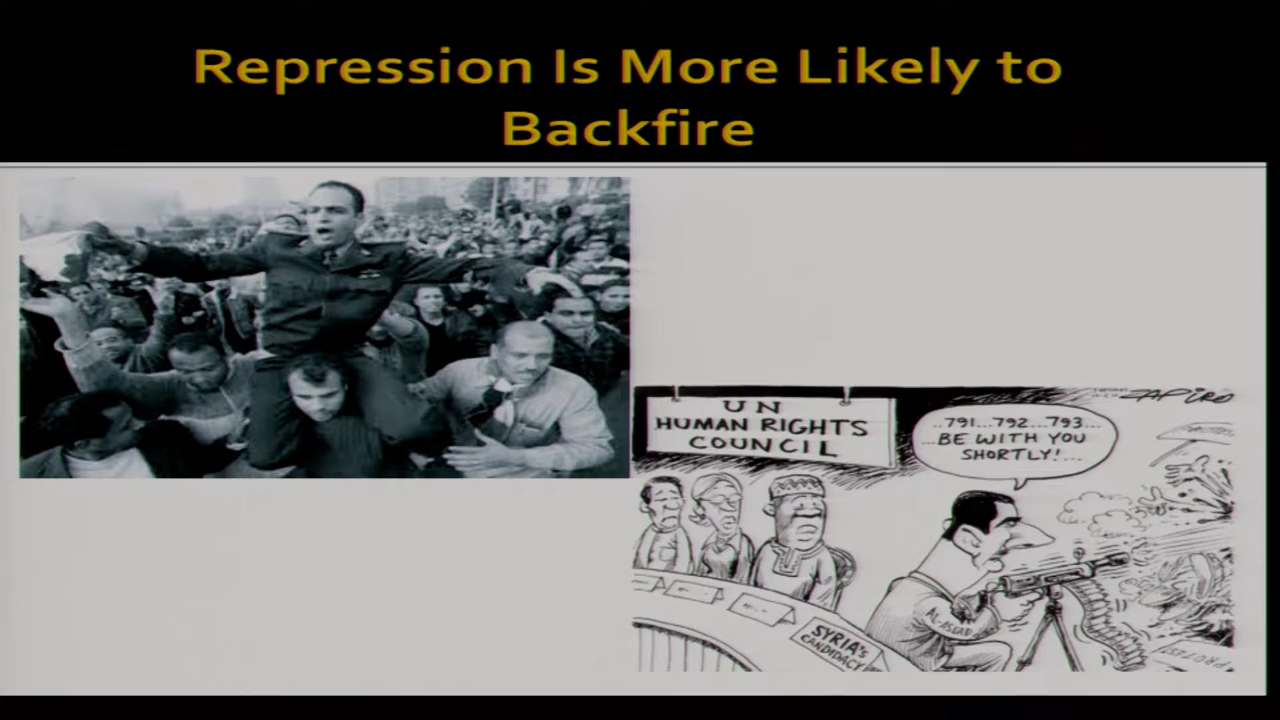 Repression Is More Likely to
Backfire
UN
HUMAN RIGHTS
COUNCIL
ZAPIRO
..791...792...793...
...BE WITH YOU
SHORTLY!...
AL-ASSAD
SYRIA'S
CANDIDACY
PROTEST